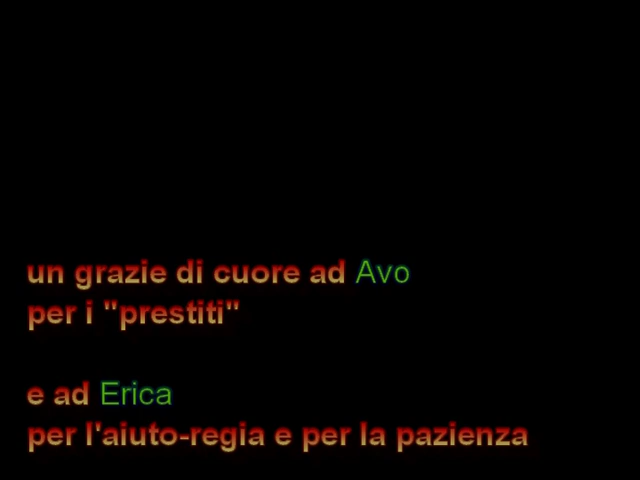 un grazie di cuore ad Avo
per i "prestiti"
e ad Erica
per l'aiuto-regia e per la pazienza